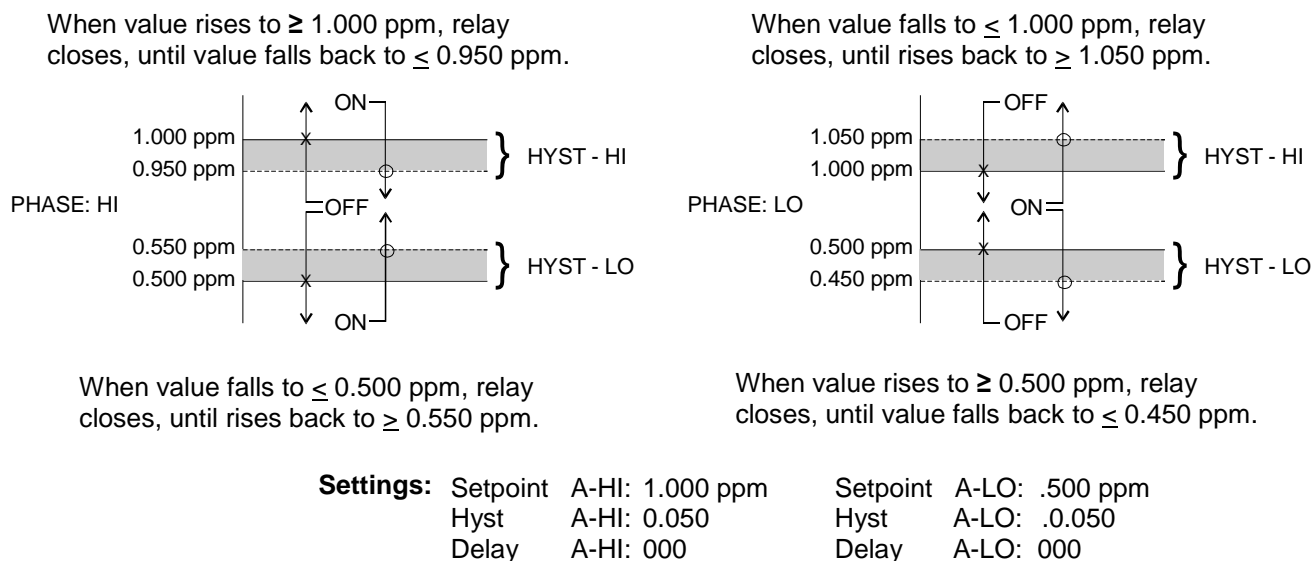 When value rises to ≥ 1.000 ppm, relay
closes, until value falls back to ≤ 0.950 ppm.
When value falls to ≤ 1.000 ppm, relay
closes, until rises back to ≥ 1.050 ppm.
ON
1.000 ppm
0.950 ppm
HYST - HI
PHASE: HI
OFF
0.550 ppm
0.500 ppm
HYST - LO
ON
OFF
1.050 ppm
1.000 ppm
HYST - HI
PHASE: LO
ON
0.500 ppm
0.450 ppm
HYST - LO
OFF
When value falls to ≤ 0.500 ppm, relay
closes, until rises back to ≥ 0.550 ppm.
When value rises to ≥ 0.500 ppm, relay
closes, until value falls back to ≤ 0.450 ppm.
Settings: Setpoint A-HI: 1.000 ppm Setpoint A-LO: .500 ppm
Hyst A-HI: 0.050 Hyst A-LO: .0.050
Delay A-HI: 000 Delay A-LO: 000